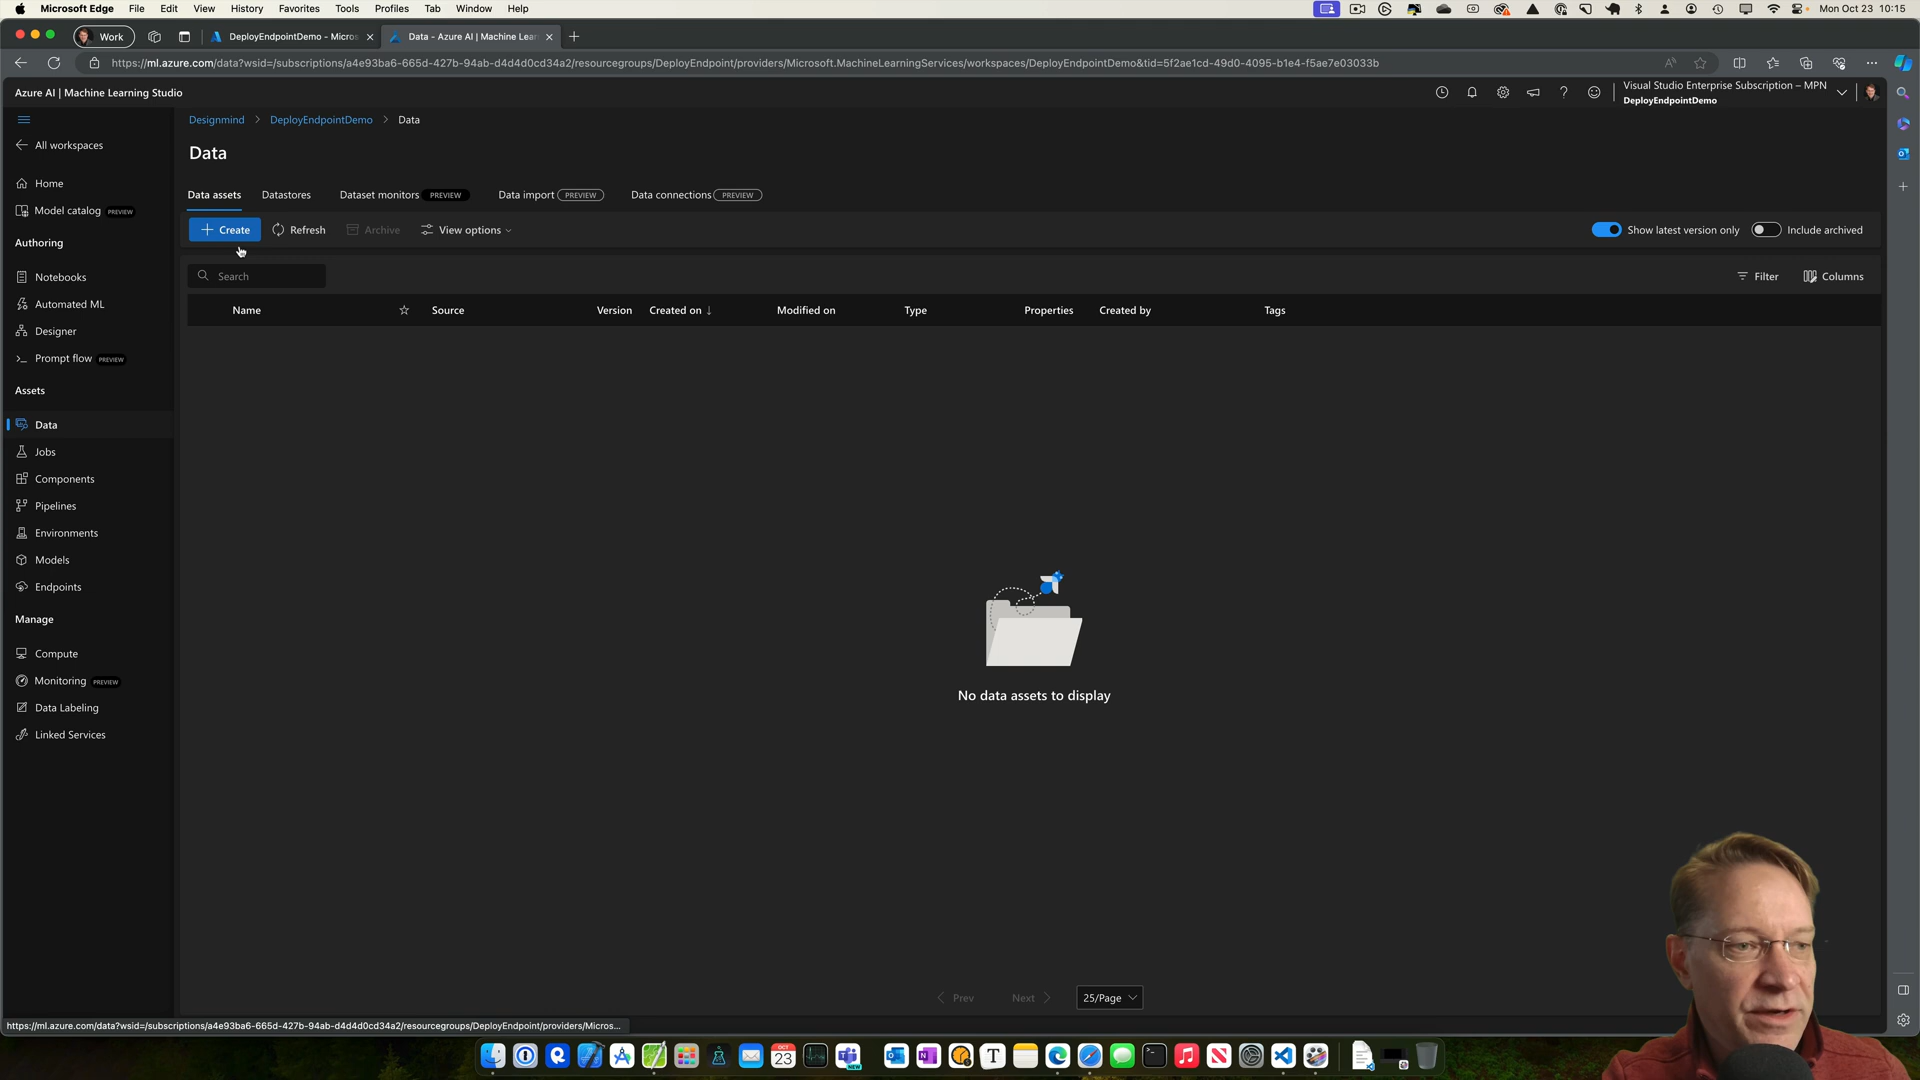 Microsoft Edge File Edit View History Favorites Tools Profiles Tab Window Help Mon Oct 23 10:15
Work DeployEndpointDemo - Micros Data - Azure AI | Machine Lear
https://ml.azure.com/data?wsid=/subscriptions/a4e93ba6-665d-427b-94ab-d4d4d0cd34a2/resourcegroups/DeployEndpoint/providers/Microsoft.MachineLearningServices/workspaces/DeployEndpointDemo&tid=5f2ae1cd-49d0-4095-b1e4-f5ae7e03033b
Azure AI | Machine Learning Studio
Visual Studio Enterprise Subscription – MPN
DeployEndpointDemo
Designmind > DeployEndpointDemo > Data
All workspaces
Home
Model catalog PREVIEW
Authoring
Notebooks
Automated ML
Designer
Prompt flow PREVIEW
Assets
Data
Jobs
Components
Pipelines
Environments
Models
Endpoints
Manage
Compute
Monitoring PREVIEW
Data Labeling
Linked Services
Data
Data assets Datastores Dataset monitors PREVIEW Data import PREVIEW Data connections PREVIEW
+ Create Refresh Archive View options Show latest version only Include archived
Search Filter Columns
Name Source Version Created on ↓ Modified on Type Properties Created by Tags
No data assets to display
< Prev Next > 25/Page
https://ml.azure.com/data?wsid=/subscriptions/a4e93ba6-665d-427b-94ab-d4d4d0cd34a2/resourcegroups/DeployEndpoint/providers/Micros...
OCT
23
NEW